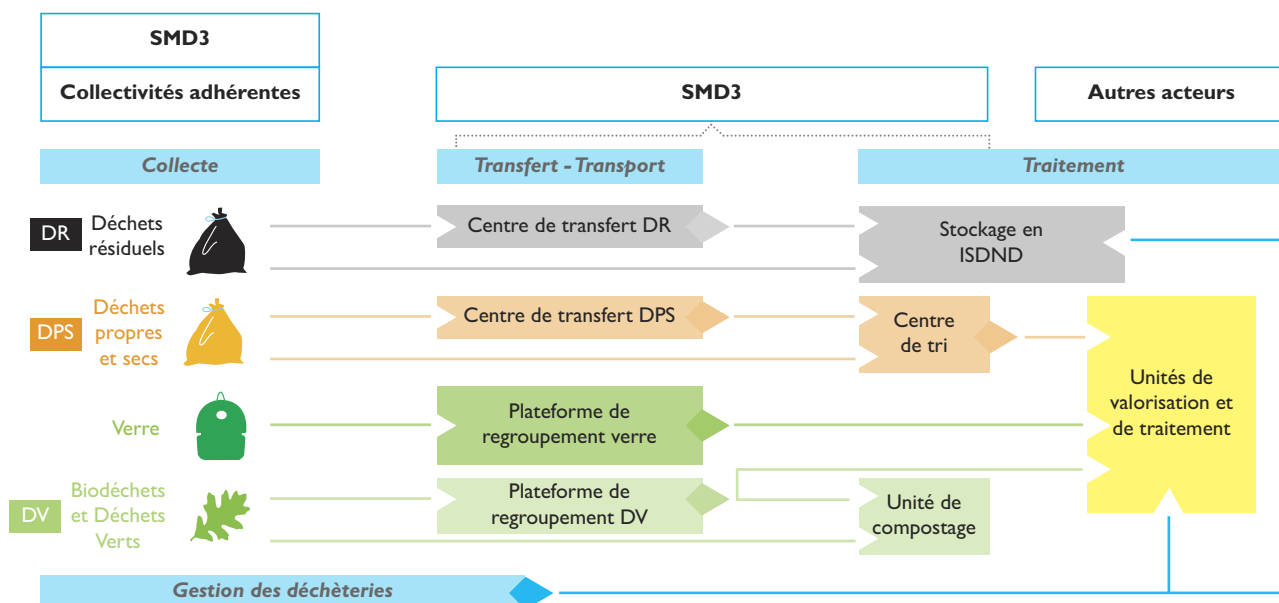 SMD3
Collectivités adhérentes
SMD3
Autres acteurs
Collecte
Transfert - Transport
Traitement
DR
Déchets
résiduels
Centre de transfert DR
Stockage en
ISDND
DPS
Déchets
propres
et secs
Centre de transfert DPS
Centre
de tri
Unités de
valorisation et
de traitement
Verre
Plateforme de
regroupement verre
DV
Biodéchets
et Déchets
Verts
Plateforme de
regroupement DV
Unité de
compostage
Gestion des déchèteries